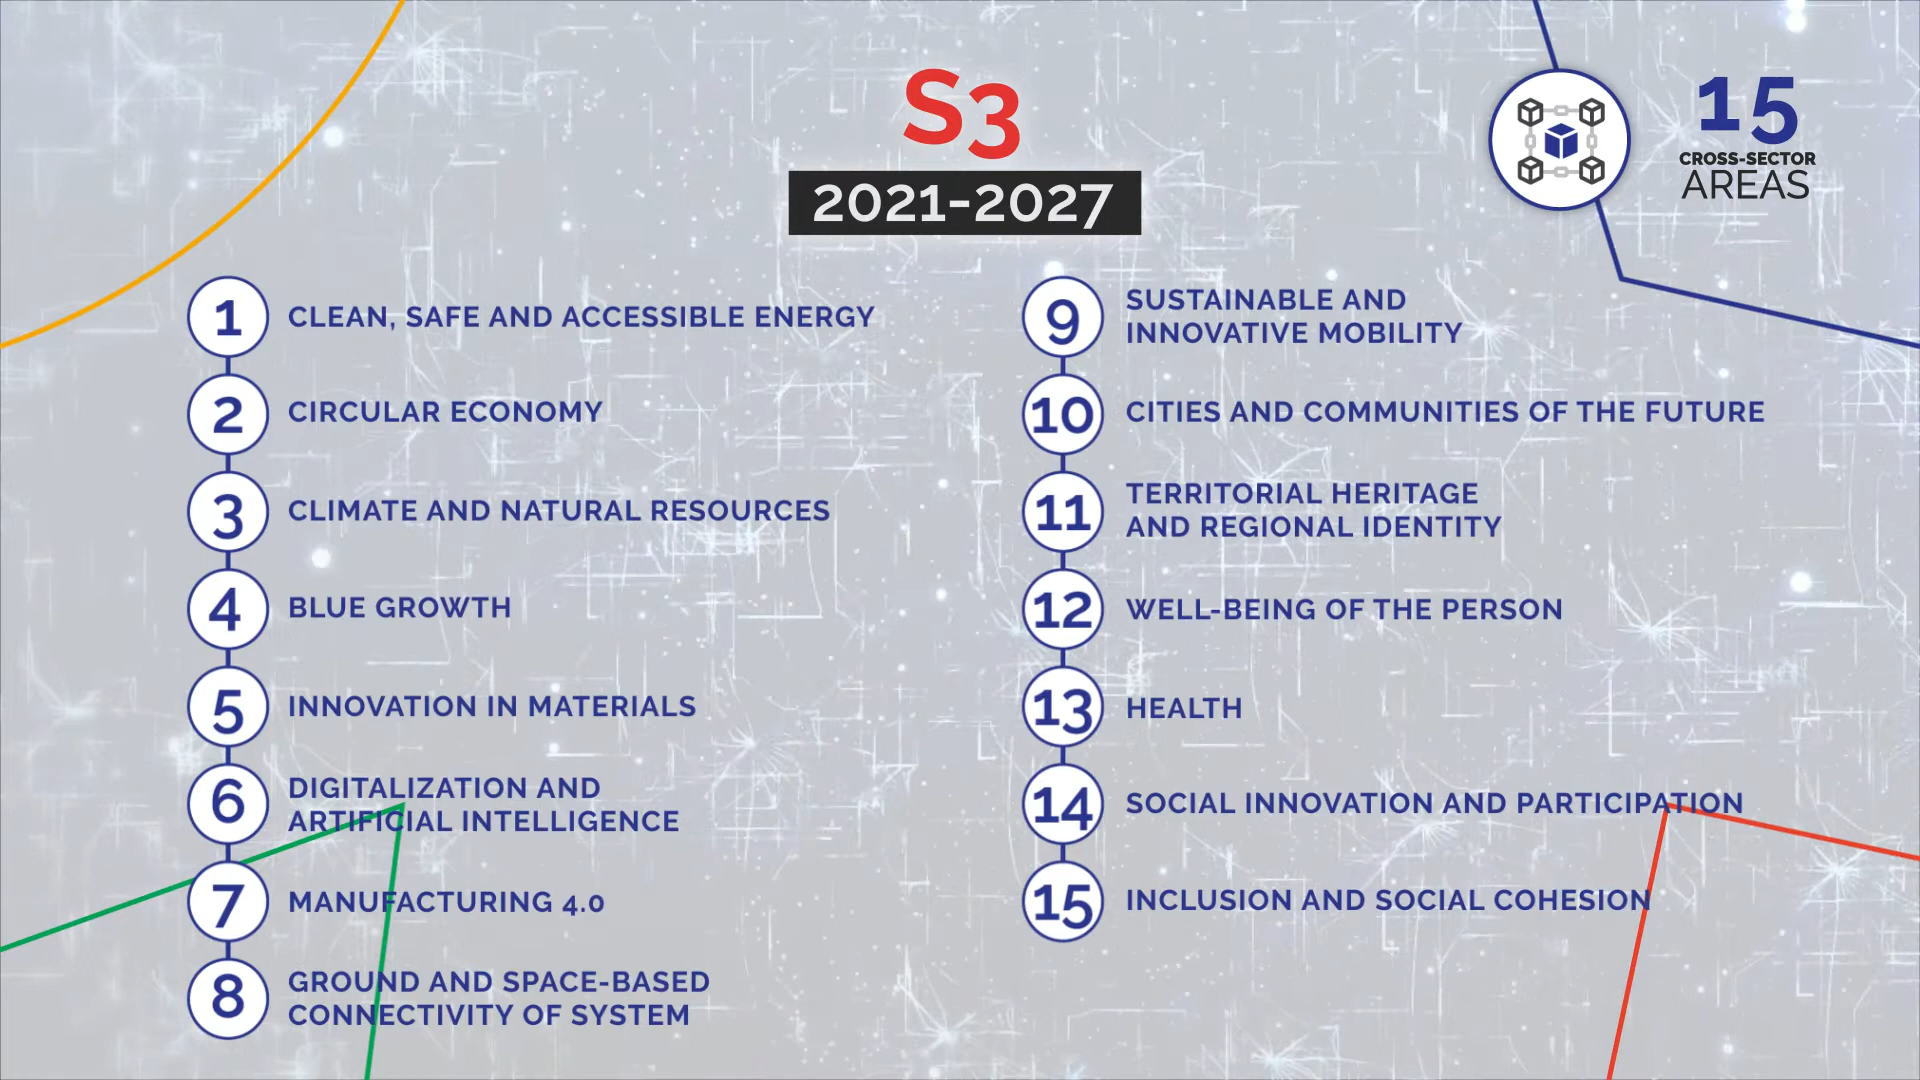 S3
2021-2027
15
CROSS-SECTOR
AREAS
1 CLEAN, SAFE AND ACCESSIBLE ENERGY
2 CIRCULAR ECONOMY
3 CLIMATE AND NATURAL RESOURCES
4 BLUE GROWTH
5 INNOVATION IN MATERIALS
6 DIGITALIZATION AND
ARTIFICIAL INTELLIGENCE
7 MANUFACTURING 4.0
8 GROUND AND SPACE-BASED
CONNECTIVITY OF SYSTEM
9 SUSTAINABLE AND
INNOVATIVE MOBILITY
10 CITIES AND COMMUNITIES OF THE FUTURE
11 TERRITORIAL HERITAGE
AND REGIONAL IDENTITY
12 WELL-BEING OF THE PERSON
13 HEALTH
14 SOCIAL INNOVATION AND PARTICIPATION
15 INCLUSION AND SOCIAL COHESION